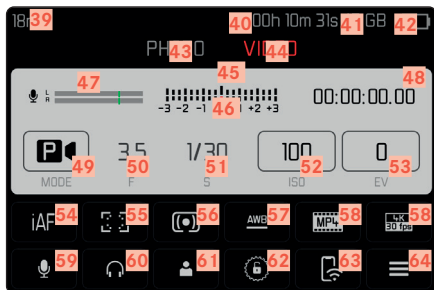 18 39 40 00h 10m 31s 41 GB 42
PHOTO 43 VIDEO 44
45 48
47
L
R
46 00:00:00.00
-3 -2 -1 +2 +3
P 3.5 1/30 100 0
49 50 51 52 53
MODE F S ISO EV
iAF 54 55 56 AWB 57 MP4 58 4K 30 fps 58
59 60 61 62 63 64